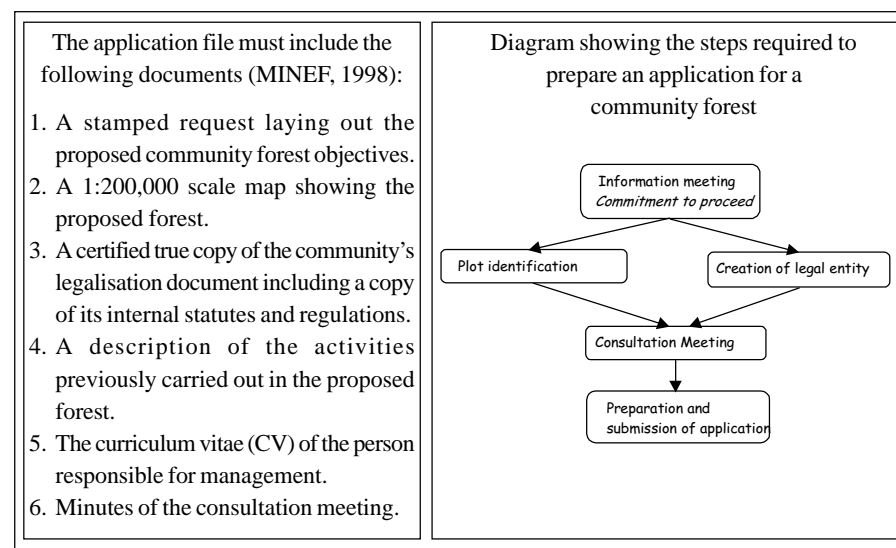 The application file must include the
following documents (MINEF, 1998):
1. A stamped request laying out the
proposed community forest objectives.
2. A 1:200,000 scale map showing the
proposed forest.
3. A certified true copy of the community's
legalisation document including a copy
of its internal statutes and regulations.
4. A description of the activities
previously carried out in the proposed
forest.
5. The curriculum vitae (CV) of the person
responsible for management.
6. Minutes of the consultation meeting.
Diagram showing the steps required to
prepare an application for a
community forest
Information meeting
Commitment to proceed
Plot identification
Creation of legal entity
Consultation Meeting
Preparation and
submission of application